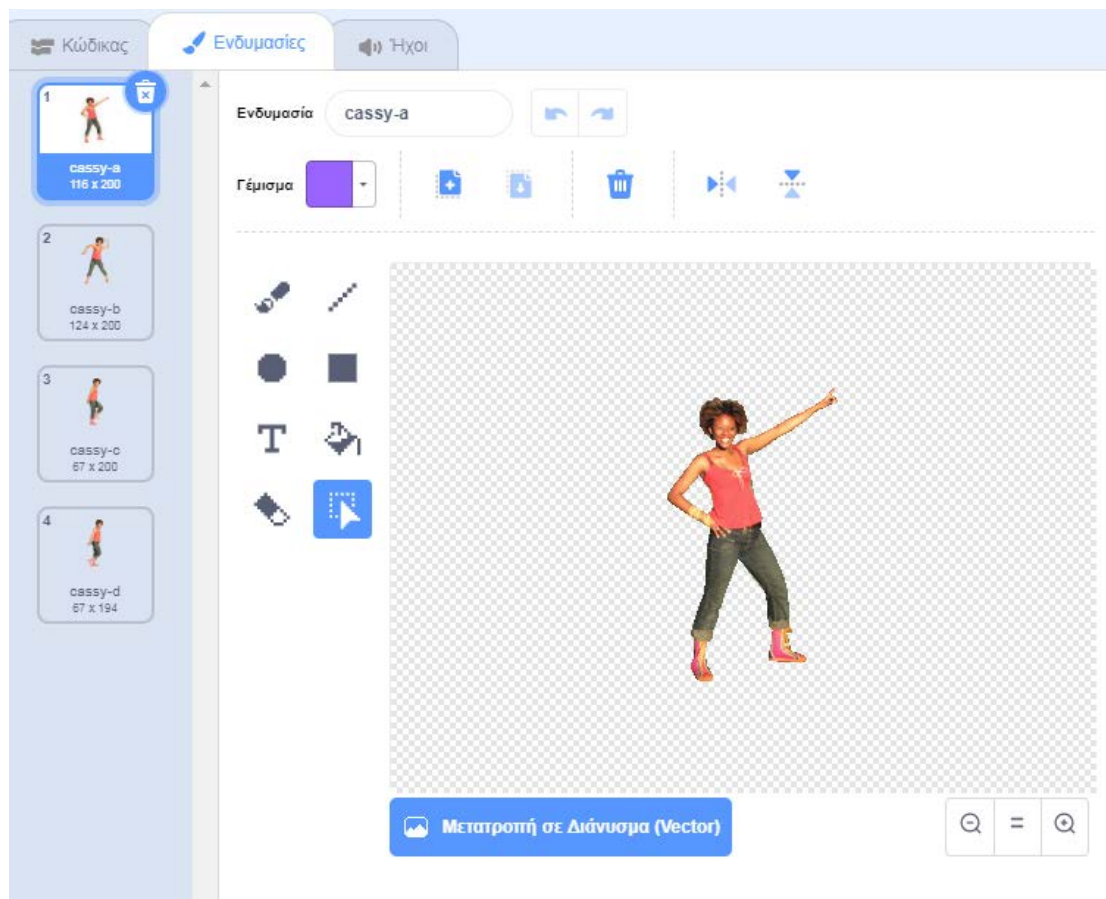 Κώδικας
Ενδυμασίες
Ήχοι
1
cassy-a
116 x 200
2
cassy-b
124 x 200
3
cassy-c
67 x 200
4
cassy-d
67 x 194
Ενδυμασία cassy-a
Γέμισμα
T
Μετατροπή σε Διάνυσμα (Vector)